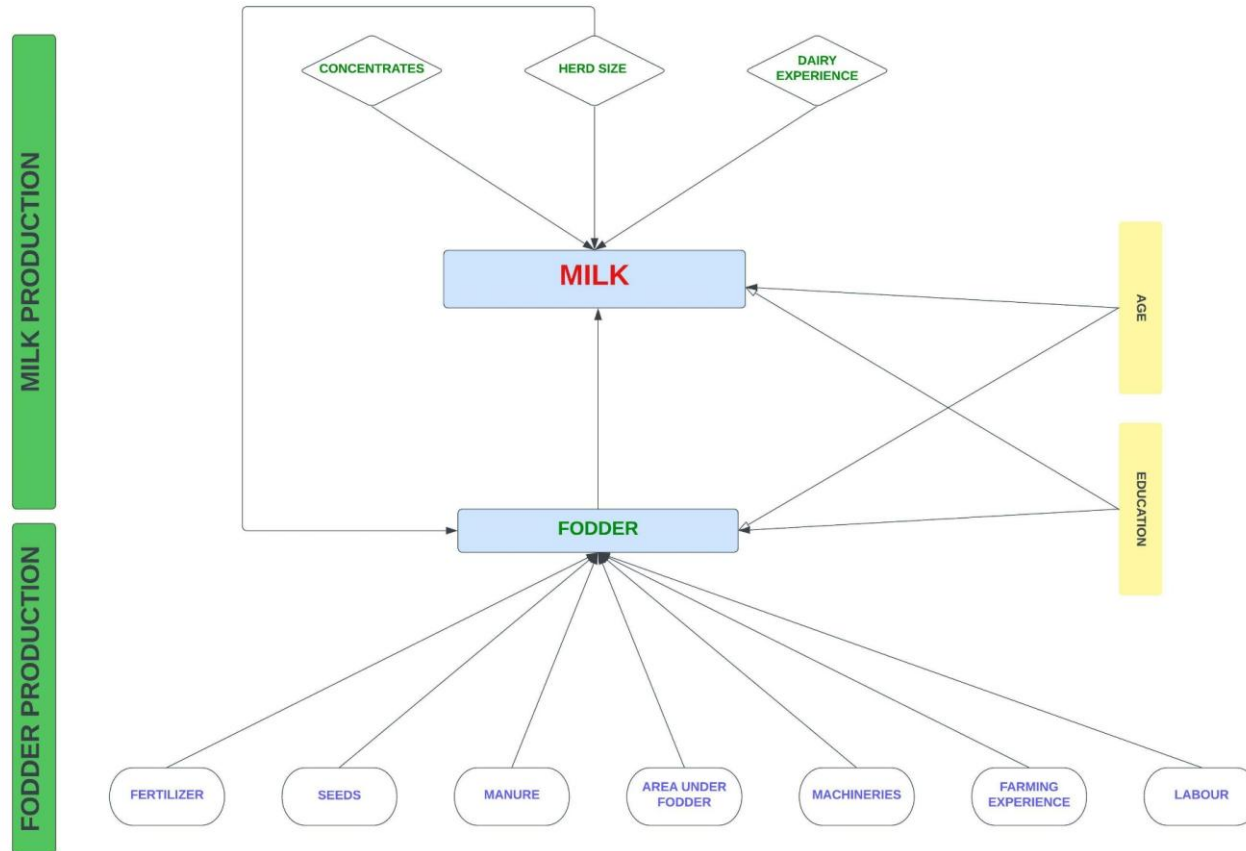 MILK PRODUCTION
CONCENTRATES
HERD SIZE
DAIRY
EXPERIENCE
MILK
AGE
EDUCATION
FODDER PRODUCTION
FODDER
FERTILIZER
SEEDS
MANURE
AREA UNDER
FODDER
MACHINERIES
FARMING
EXPERIENCE
LABOUR